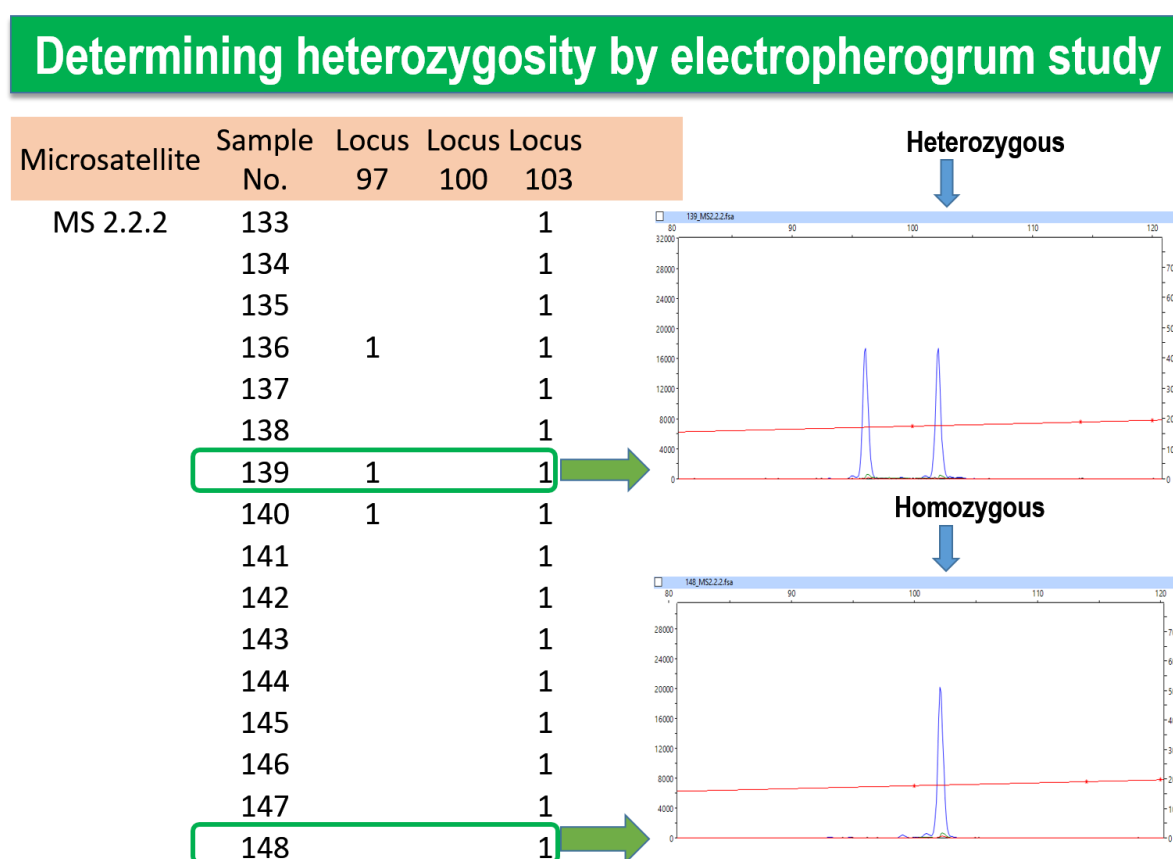 Determining heterozygosity by electropherogrum study
Microsatellite Sample No. Locus 97 Locus 100 Locus 103
MS 2.2.2 133 1
134 1
135 1
136 1 1
137 1
138 1
139 1 1
140 1 1
141 1
142 1
143 1
144 1
145 1
146 1
147 1
148 1
Heterozygous
139_MS2.2.2.fsa
80 90 100 110 120
32000
28000
24000
20000
16000
12000
8000
4000
0
Homozygous
148_MS2.2.2.fsa
80 90 100 110 120
28000
24000
20000
16000
12000
8000
4000
0